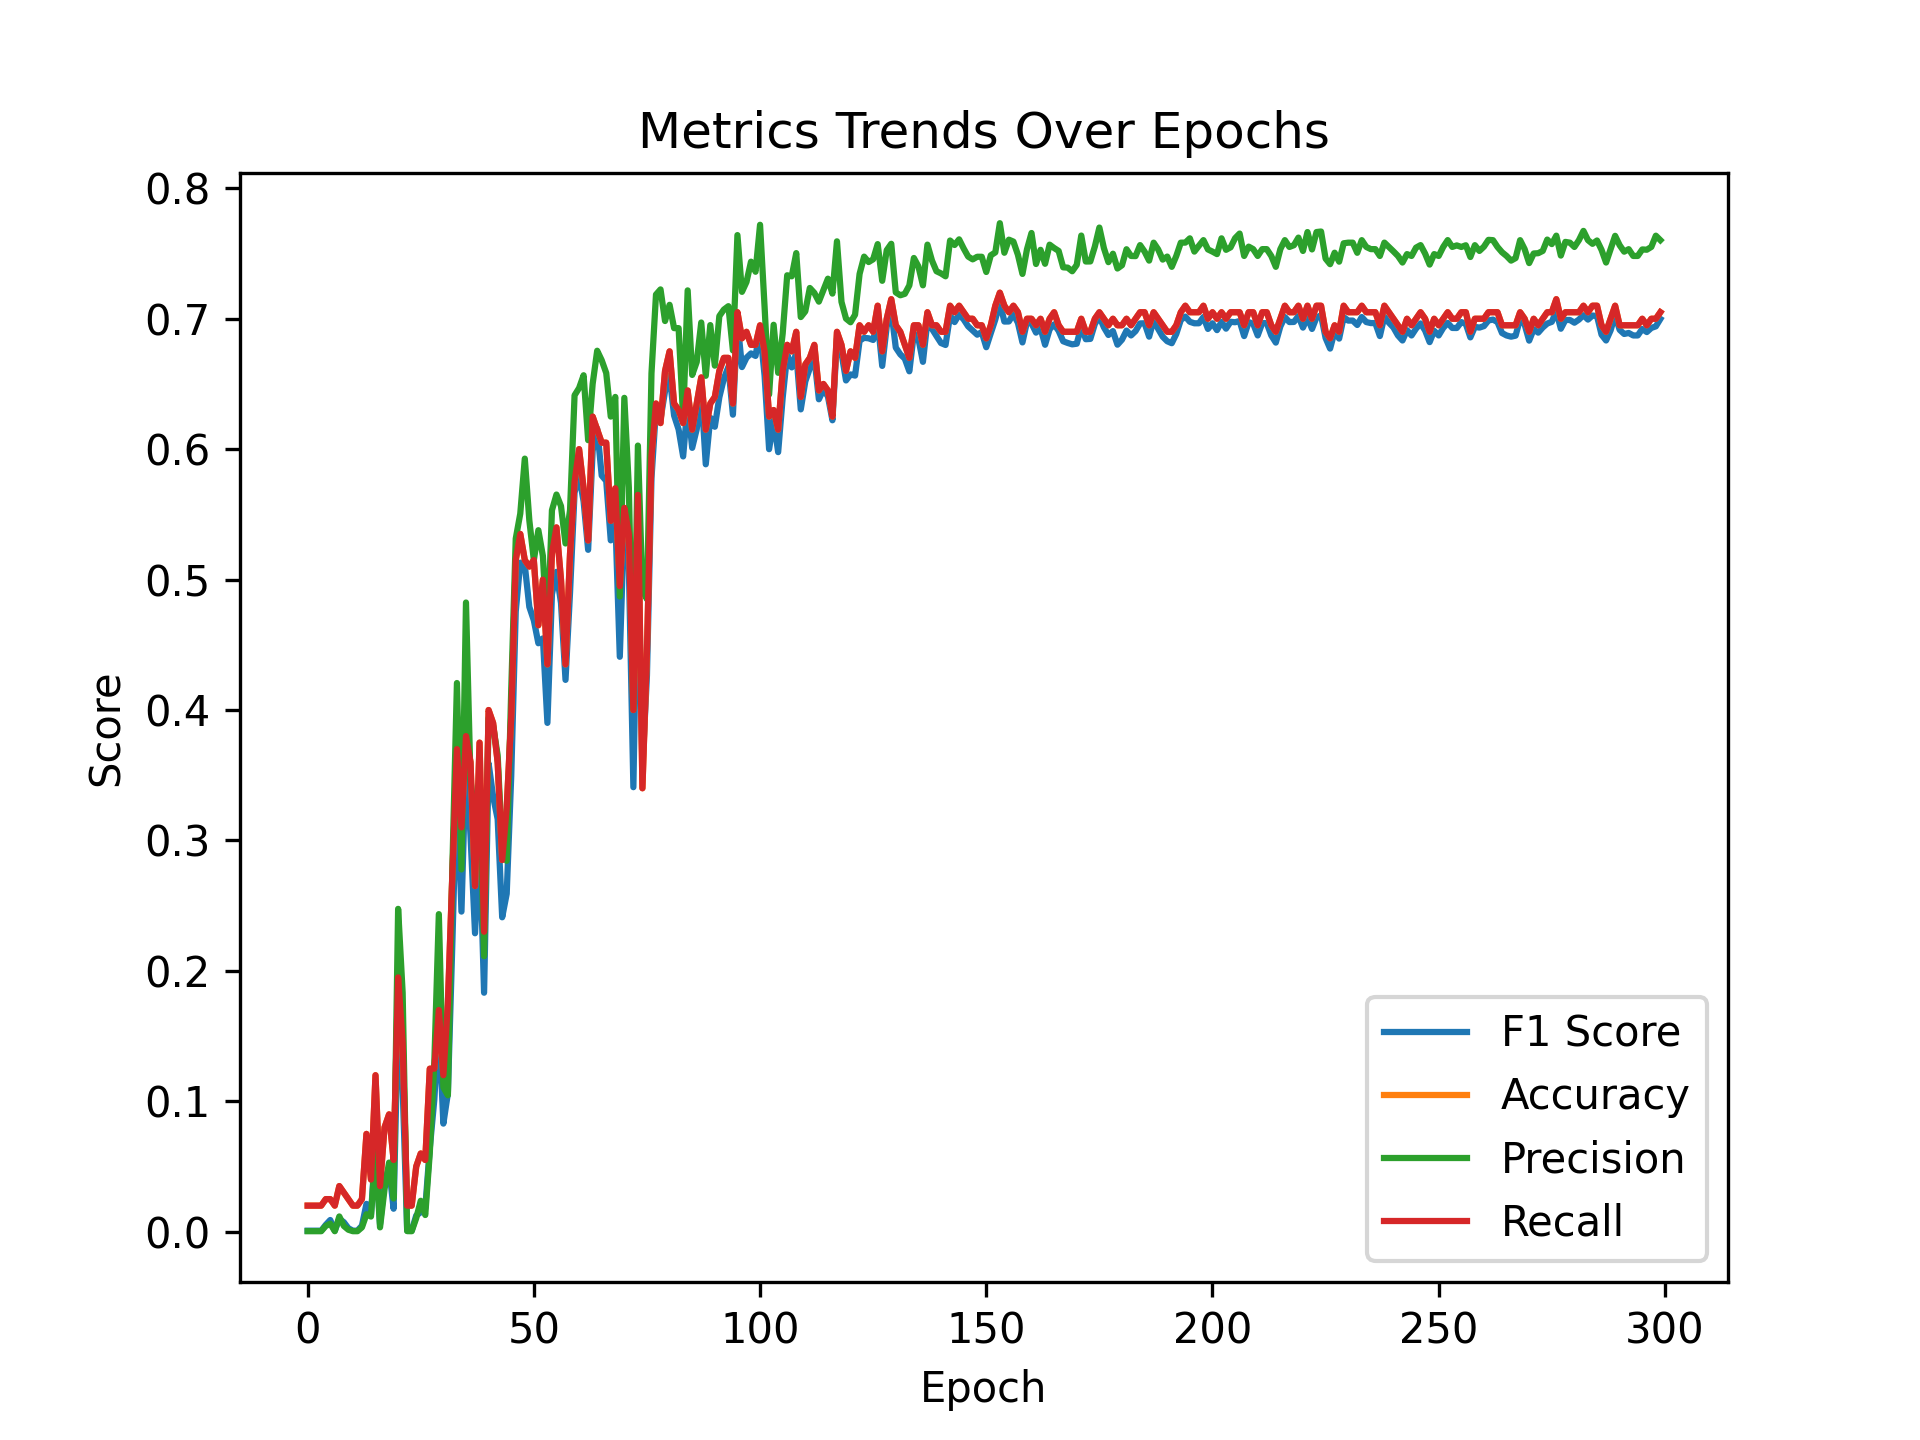 Metrics Trends Over Epochs
0.8
0.7
0.6
0.5
0.4
0.3
0.2
0.1
0.0
Score
0 50 100 150 200 250 300
Epoch
F1 Score
Accuracy
Precision
Recall